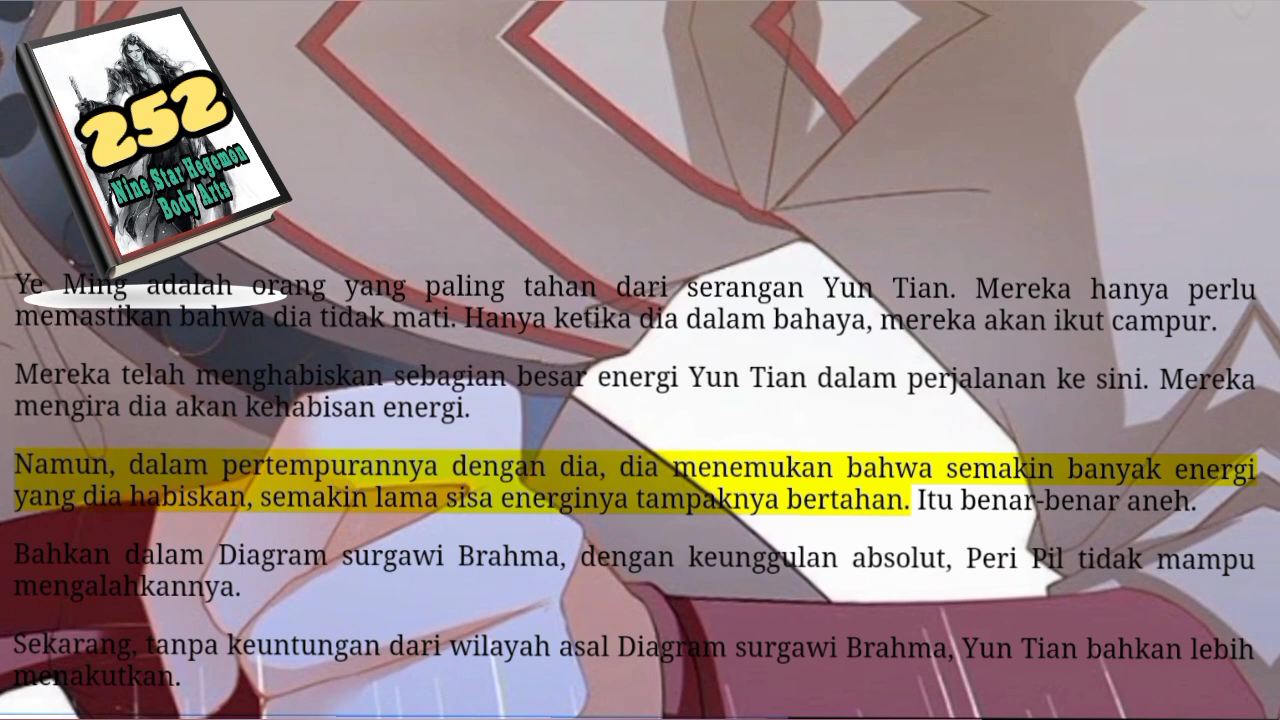 252
Nine Star Hegemon
Body Arts
Ye Ming adalah orang yang paling tahan dari serangan Yun Tian. Mereka hanya perlu
memastikan bahwa dia tidak mati. Hanya ketika dia dalam bahaya, mereka akan ikut campur.
Mereka telah menghabiskan sebagian besar energi Yun Tian dalam perjalanan ke sini. Mereka
mengira dia akan kehabisan energi.
Namun, dalam pertempurannya dengan dia, dia menemukan bahwa semakin banyak energi
yang dia habiskan, semakin lama sisa energinya tampaknya bertahan. Itu benar-benar aneh.
Bahkan dalam Diagram surgawi Brahma, dengan keunggulan absolut, Peri Pil tidak mampu
mengalahkannya.
Sekarang, tanpa keuntungan dari wilayah asal Diagram surgawi Brahma, Yun Tian bahkan lebih
menakutkan.